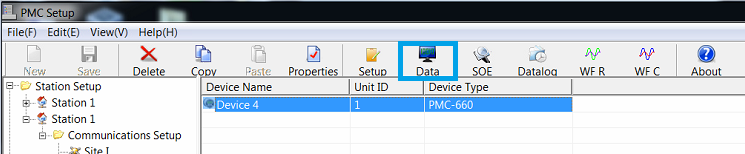 PMC Setup
File(F) Edit(E) View(V) Help(H)
New Save Delete Copy Paste Properties Setup Data SOE Datalog WF R WF C About
Station Setup
Station 1
Station 1
Communications Setup
Site I
Device Name Unit ID Device Type
Device 4 1 PMC-660